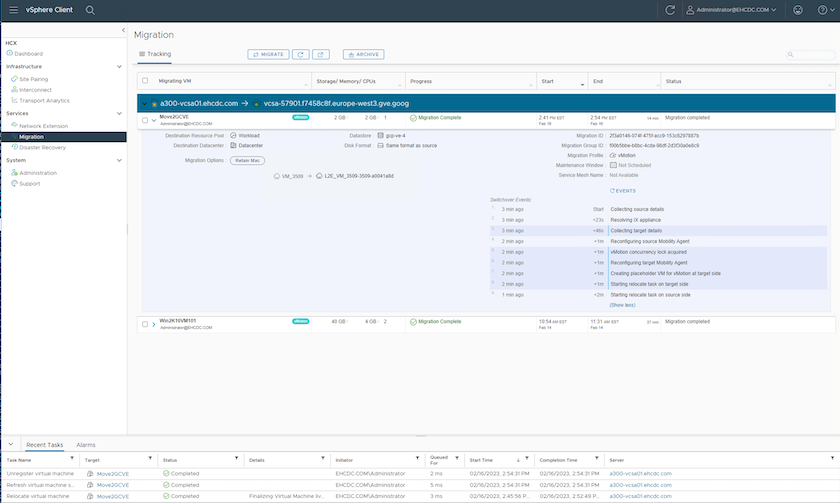 vSphere Client
Administrator@EHCDC.COM
HCX
Dashboard
Infrastructure
Site Pairing
Interconnect
Transport Analytics
Services
Network Extension
Migration
Disaster Recovery
System
Administration
Support
Migration
Tracking
MIGRATE
ARCHIVE
Migrating VM
Storage/ Memory/ CPUs
Progress
Start
End
Status
a300-vcsa01.ehcdc.com → vcsa-57901.f7458c8f.europe-west3.gve.goog
Move2GCVE
Administrator@EHCDC.COM
vMotion
2 GB
2 GB
1
Migration Complete
2:41 PM EST
Feb 16
2:54 PM EST
Feb 16
Migration completed
Destination Resource Pool
Workload
Destination Datacenter
Datacenter
Migration Options :
Retain Mac
Datastore
gcp-ve-4
Disk Format :
Same format as source
VM_3509 → L2E_VM_3509-3509-a0041a8d
Migration ID :
Migration Group ID :
Migration Profile
vMotion
Maintenance Window
Not Scheduled
Service Mesh Name :
Not Available
EVENTS
Switchover Events:
3 min ago Start Collecting source details
3 min ago +23s Resolving IX appliance
3 min ago +46s Collecting target details
2 min ago +1m Reconfiguring source Mobility Agent
2 min ago +1m vMotion concurrency lock acquired
2 min ago +1m Reconfiguring target Mobility Agent
2 min ago +1m Creating placeholder VM for vMotion at target side
2 min ago +1m Starting relocate task on target side
1 min ago +2m Starting relocate task on source side
(Show less)
Win2K16VM101
Administrator@EHCDC.COM
vMotion
40 GB
4 GB
2
Migration Complete
10:54 AM EST
Feb 14
11:31 AM EST
Feb 14
Migration completed
Recent Tasks
Alarms
Task Name
Target
Status
Details
Initiator
Queued For
Start Time
Completion Time
Server
Unregister virtual machine Move2GCVE Completed EHCDC.COM\Administrator 2 ms 02/16/2023, 2:54:31 PM 02/16/2023, 2:54:31 PM a300-vcsa01.ehcdc.com
Refresh virtual machine s... Move2GCVE Completed EHCDC.COM\Administrator 5 ms 02/16/2023, 2:54:31 PM 02/16/2023, 2:54:31 PM a300-vcsa01.ehcdc.com
Relocate virtual machine Move2GCVE Completed Finalizing Virtual Machine liv... EHCDC.COM\Administrator 3 ms 02/16/2023, 2:45:56 P... 02/16/2023, 2:52:49 P... a300-vcsa01.ehcdc.com